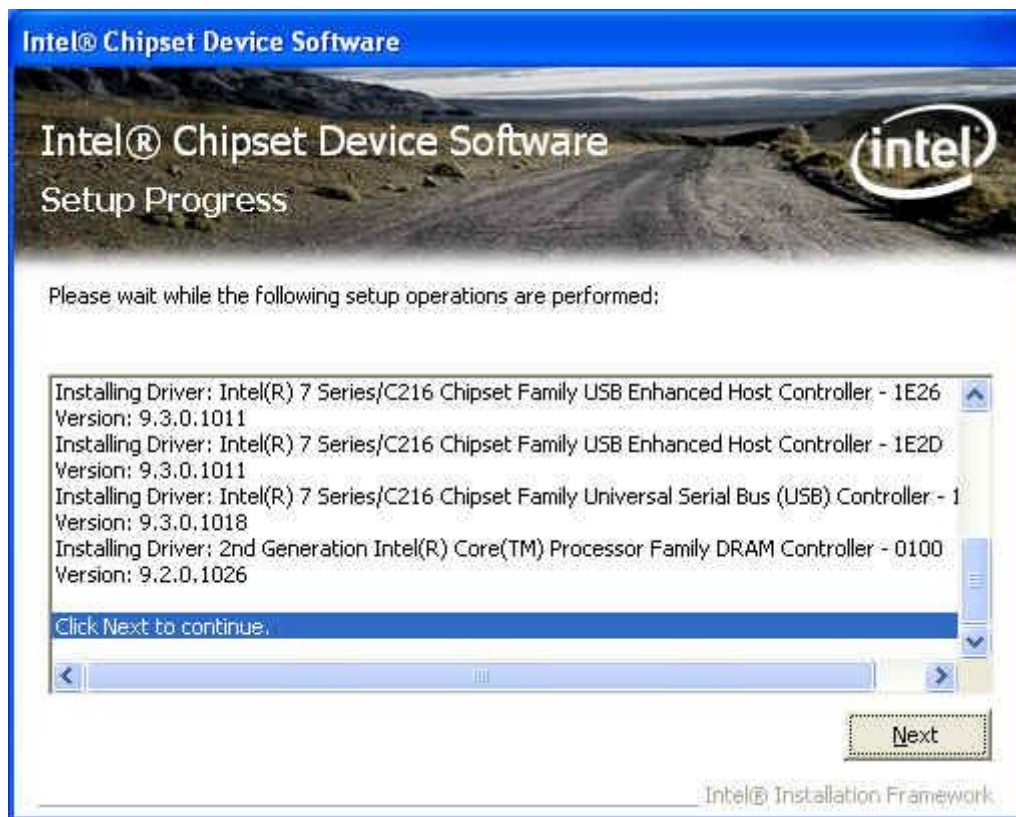 Intel® Chipset Device Software
Intel® Chipset Device Software
intel
Setup Progress
Please wait while the following setup operations are performed:
Installing Driver: Intel(R) 7 Series/C216 Chipset Family USB Enhanced Host Controller - 1E26
Version: 9.3.0.1011
Installing Driver: Intel(R) 7 Series/C216 Chipset Family USB Enhanced Host Controller - 1E2D
Version: 9.3.0.1011
Installing Driver: Intel(R) 7 Series/C216 Chipset Family Universal Serial Bus (USB) Controller - 1
Version: 9.3.0.1018
Installing Driver: 2nd Generation Intel(R) Core(TM) Processor Family DRAM Controller - 0100
Version: 9.2.0.1026
Click Next to continue.
Next
Intel® Installation Framework